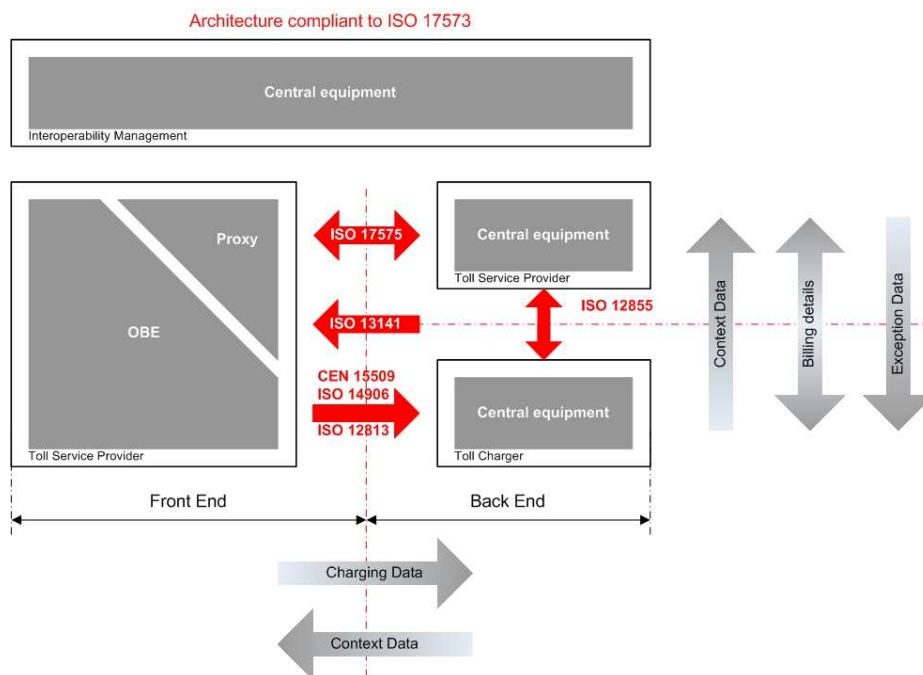 Architecture compliant to ISO 17573
Central equipment
Interoperability Management
Proxy
OBE
Toll Service Provider
ISO 17575
ISO 13141
CEN 15509
ISO 14906
ISO 12813
Central equipment
Toll Service Provider
ISO 12855
Central equipment
Toll Charger
Context Data
Billing details
Exception Data
Front End
Back End
Charging Data
Context Data